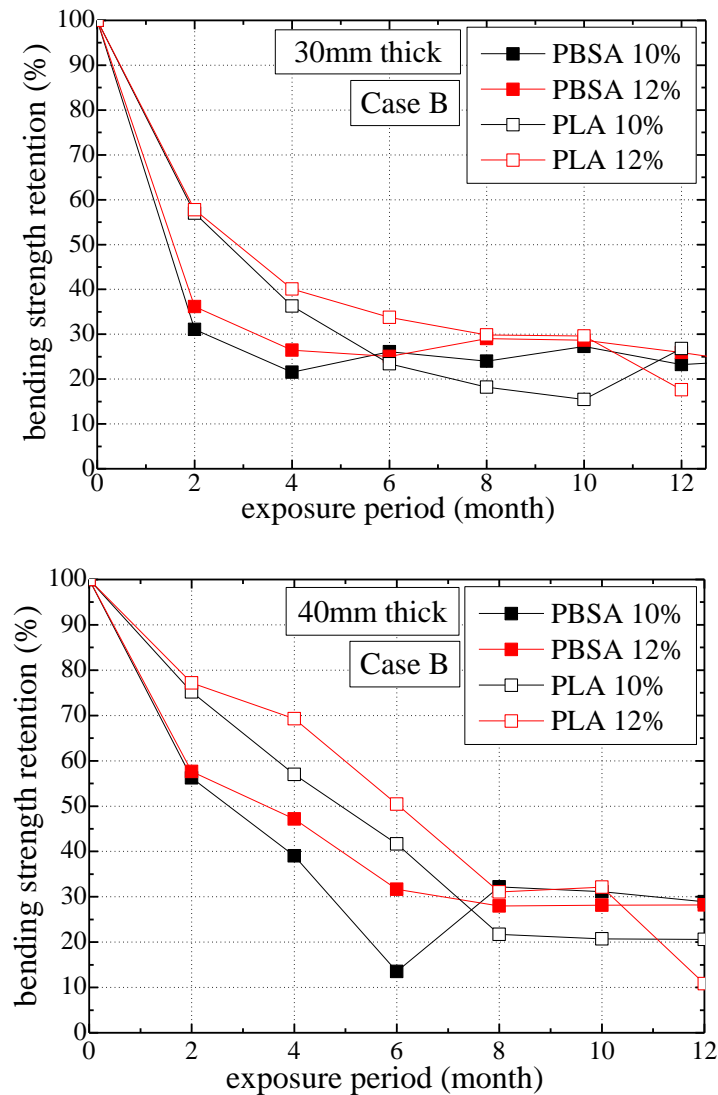 100
90
80
70
60
50
40
30
20
10
0
bending strength retention (%)
30mm thick
Case B
PBSA 10%
PBSA 12%
PLA 10%
PLA 12%
0 2 4 6 8 10 12
exposure period (month)
100
90
80
70
60
50
40
30
20
10
0
bending strength retention (%)
40mm thick
Case B
PBSA 10%
PBSA 12%
PLA 10%
PLA 12%
0 2 4 6 8 10 12
exposure period (month)